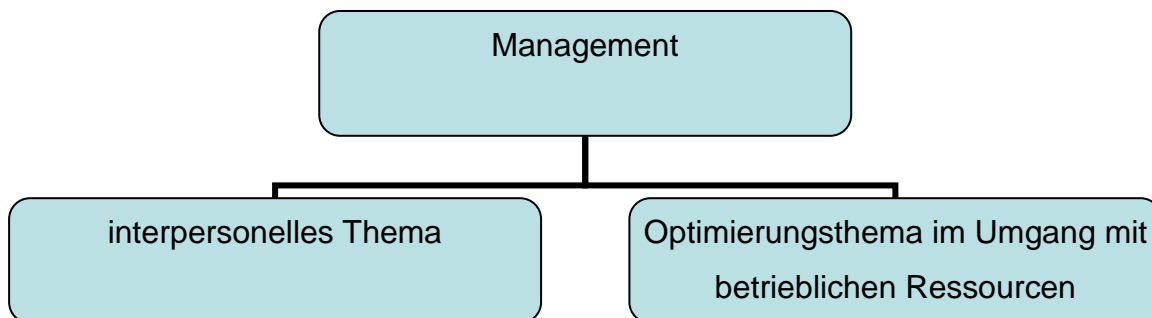 Management
interpersonelles Thema
Optimierungsthema im Umgang mit
betrieblichen Ressourcen